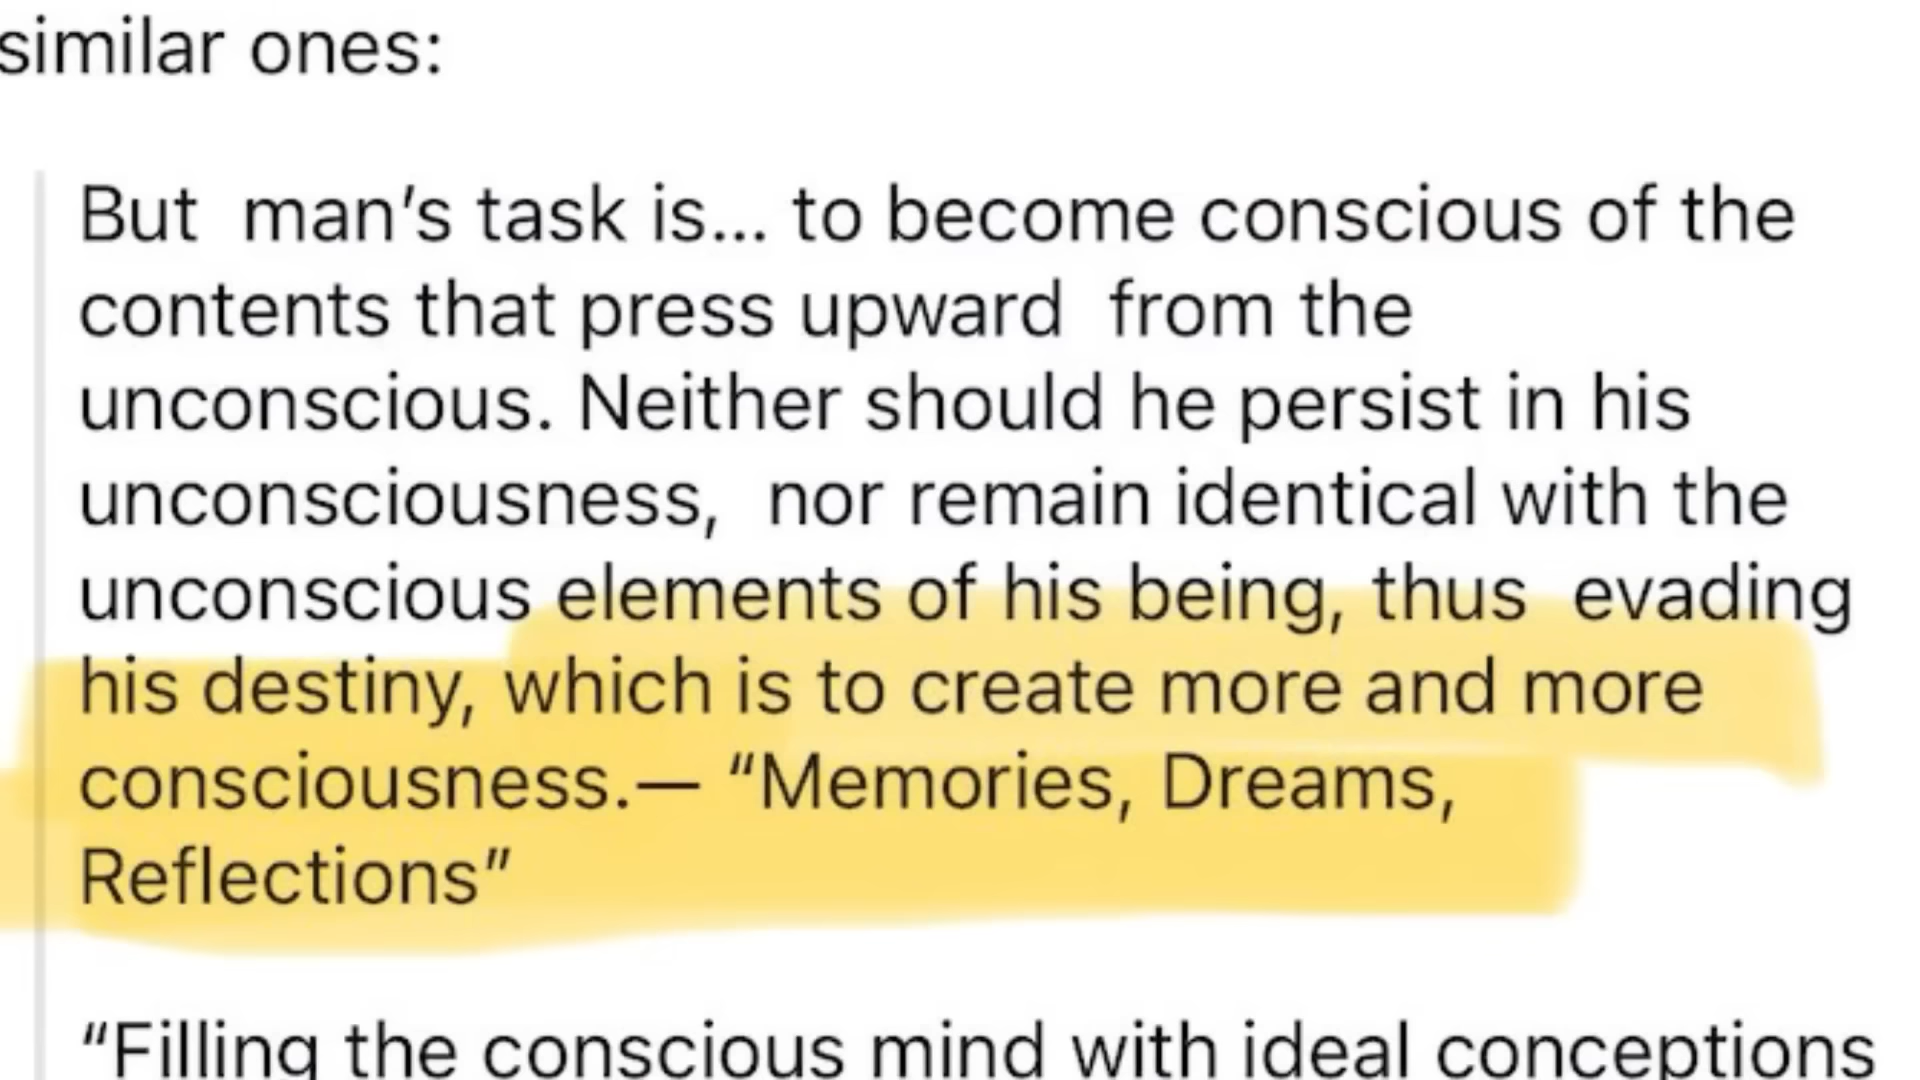 similar ones:
But  man’s task is... to become conscious of the
contents that press upward  from the
unconscious. Neither should he persist in his
unconsciousness,  nor remain identical with the
unconscious elements of his being, thus  evading
his destiny, which is to create more and more
consciousness.— “Memories, Dreams,
Reflections”
“Filling the conscious mind with ideal conceptions